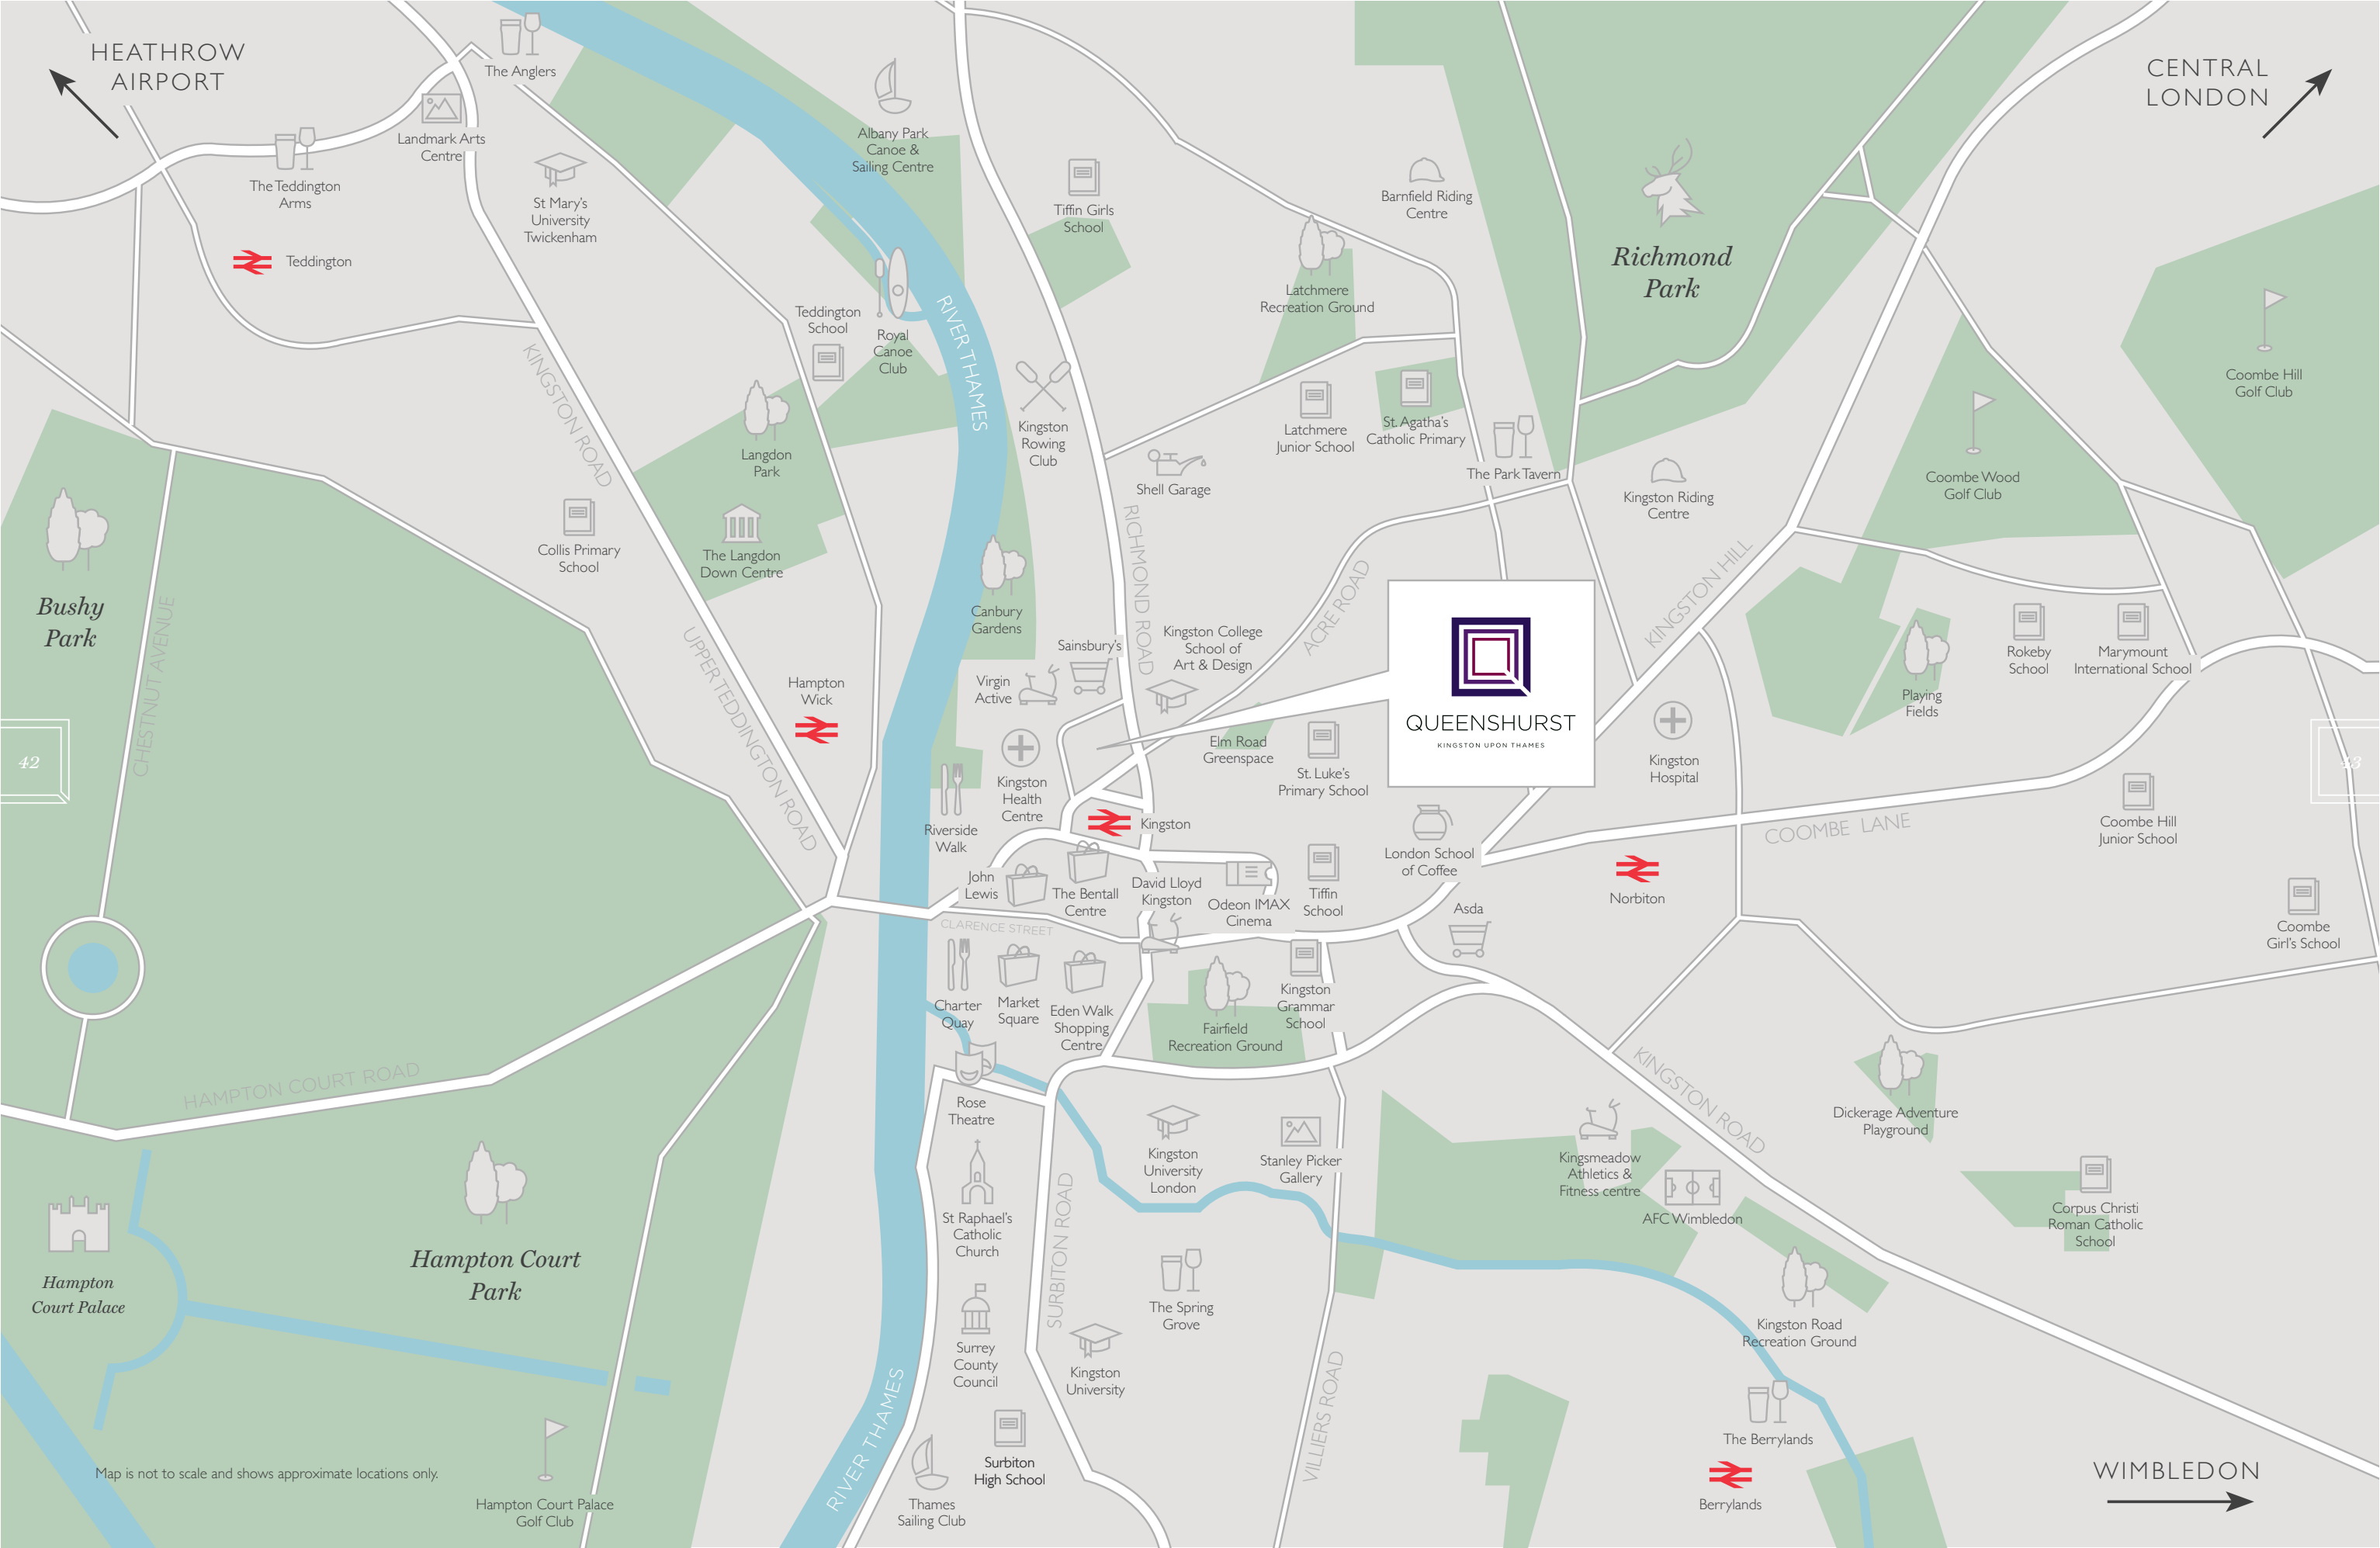 HEATHROW
AIRPORT
CENTRAL
LONDON
The Anglers
Landmark Arts
Centre
The Teddington
Arms
St Mary's
University
Twickenham
Teddington
Albany Park
Canoe &
Sailing Centre
Tiffin Girls
School
Barnfield Riding
Centre
Richmond
Park
Latchmere
Recreation Ground
Teddington
School
Royal
Canoe
Club
RIVER THAMES
KINGSTON ROAD
Kingston
Rowing
Club
Langdon
Park
Latchmere
Junior School
St. Agatha's
Catholic Primary
The Park Tavern
Shell Garage
Kingston Riding
Centre
Coombe Hill
Golf Club
Coombe Wood
Golf Club
Collis Primary
School
The Langdon
Down Centre
RICHMOND ROAD
ACRE ROAD
KINGSTON HILL
Bushy
Park
CHESTNUT AVENUE
Canbury
Gardens
Sainsbury's
Kingston College
School of
Art & Design
Virgin
Active
Hampton
Wick
UPPER TEDDINGTON ROAD
QUEENSHURST
KINGSTON UPON THAMES
Rokeby
School
Marymount
International School
Playing
Fields
Elm Road
Greenspace
St. Luke's
Primary School
Kingston
Hospital
42
43
Kingston
Health
Centre
Riverside
Walk
Kingston
London School
of Coffee
COOMBE LANE
Coombe Hill
Junior School
John
Lewis
The Bentall
Centre
David Lloyd
Kingston
Odeon IMAX
Cinema
Tiffin
School
Asda
Norbiton
Coombe
Girl's School
CLARENCE STREET
Charter
Quay
Market
Square
Eden Walk
Shopping
Centre
Fairfield
Recreation Ground
Kingston
Grammar
School
HAMPTON COURT ROAD
KINGSTON ROAD
Rose
Theatre
Dickerage Adventure
Playground
Kingston
University
London
Stanley Picker
Gallery
Kingsmeadow
Athletics &
Fitness centre
AFC Wimbledon
Corpus Christi
Roman Catholic
School
St Raphael's
Catholic
Church
SURBITON ROAD
Hampton Court
Park
Hampton
Court Palace
The Spring
Grove
Kingston Road
Recreation Ground
Surrey
County
Council
Kingston
University
VILLIERS ROAD
RIVER THAMES
The Berrylands
Berrylands
Surbiton
High School
Thames
Sailing Club
Map is not to scale and shows approximate locations only.
Hampton Court Palace
Golf Club
WIMBLEDON